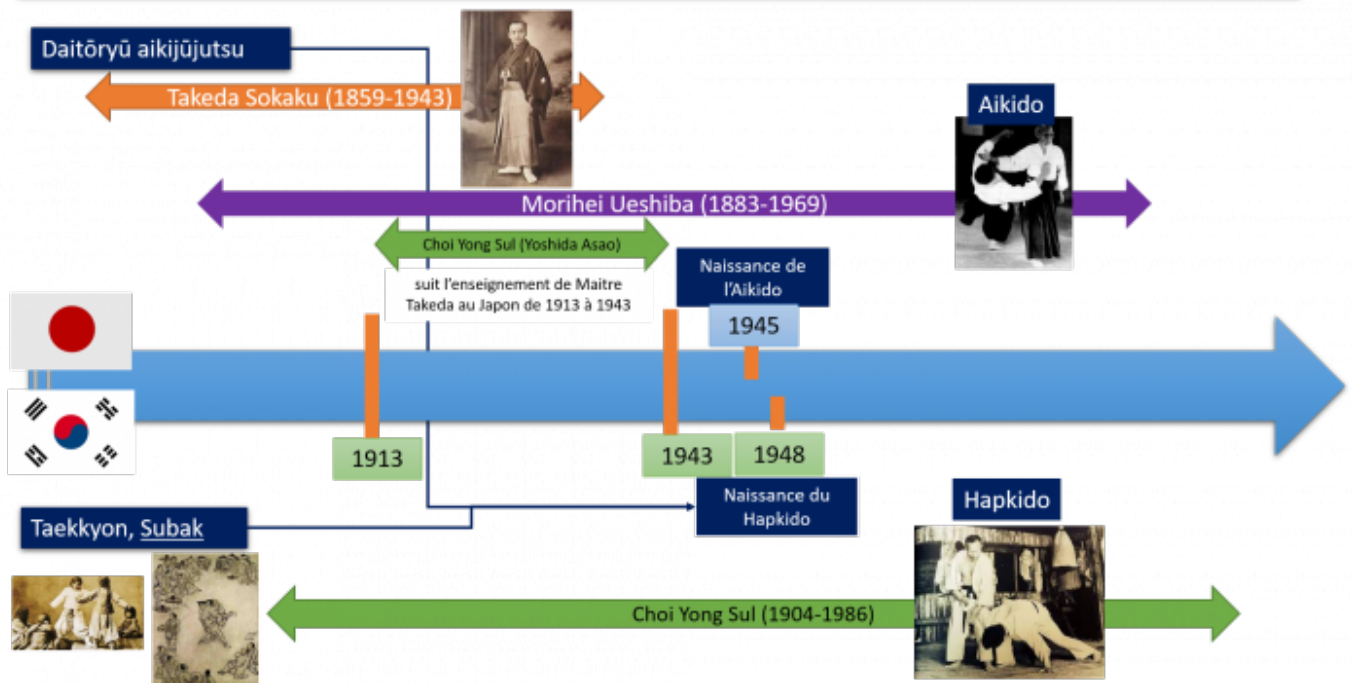 Daitōryū aikijūjutsu
Takeda Sokaku (1859-1943)
Aikido
Morihei Ueshiba (1883-1969)
Choi Yong Sul (Yoshida Asao)
suit l'enseignement de Maitre
Takeda au Japon de 1913 à 1943
Naissance de
l'Aikido
1945
1913
1943
1948
Naissance du
Hapkido
Taekkyon, Subak
Hapkido
Choi Yong Sul (1904-1986)